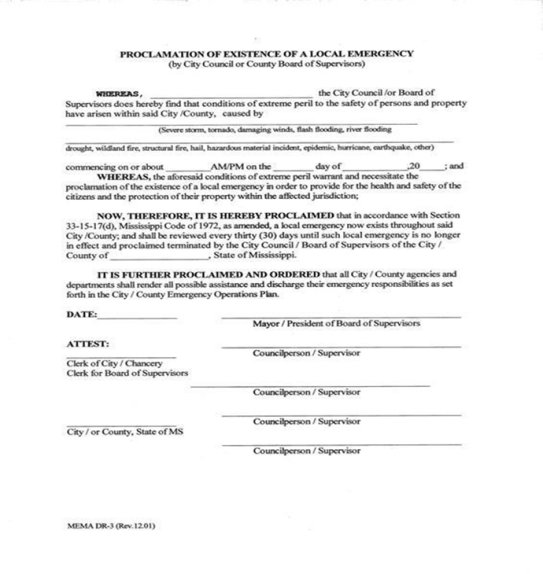 PROCLAMATION OF EXISTENCE OF A LOCAL EMERGENCY
(by City Council or County Board of Supervisors)
WHEREAS, ______________________________ the City Council /or Board of
Supervisors does hereby find that conditions of extreme peril to the safety of persons and property
have arisen within said City /County, caused by
(Severe storm, tornado, damaging winds, flash flooding, river flooding
drought, wildland fire, structural fire, hail, hazardous material incident, epidemic, hurricane, earthquake, other)
commencing on or about ________AM/PM on the ________ day of ____________,20_____; and
WHEREAS, the aforesaid conditions of extreme peril warrant and necessitate the
proclamation of the existence of a local emergency in order to provide for the health and safety of the
citizens and the protection of their property within the affected jurisdiction;
NOW, THEREFORE, IT IS HEREBY PROCLAIMED that in accordance with Section
33-15-17(d), Mississippi Code of 1972, as amended, a local emergency now exists throughout said
City /County; and shall be reviewed every thirty (30) days until such local emergency is no longer
in effect and proclaimed terminated by the City Council / Board of Supervisors of the City /
County of __________________, State of Mississippi.
IT IS FURTHER PROCLAIMED AND ORDERED that all City / County agencies and
departments shall render all possible assistance and discharge their emergency responsibilities as set
forth in the City / County Emergency Operations Plan.
DATE:______________
Mayor / President of Board of Supervisors
ATTEST:
Councilperson / Supervisor
Clerk of City / Chancery
Clerk for Board of Supervisors
Councilperson / Supervisor
Councilperson / Supervisor
City / or County, State of MS
Councilperson / Supervisor
MEMA DR-3 (Rev.12.01)